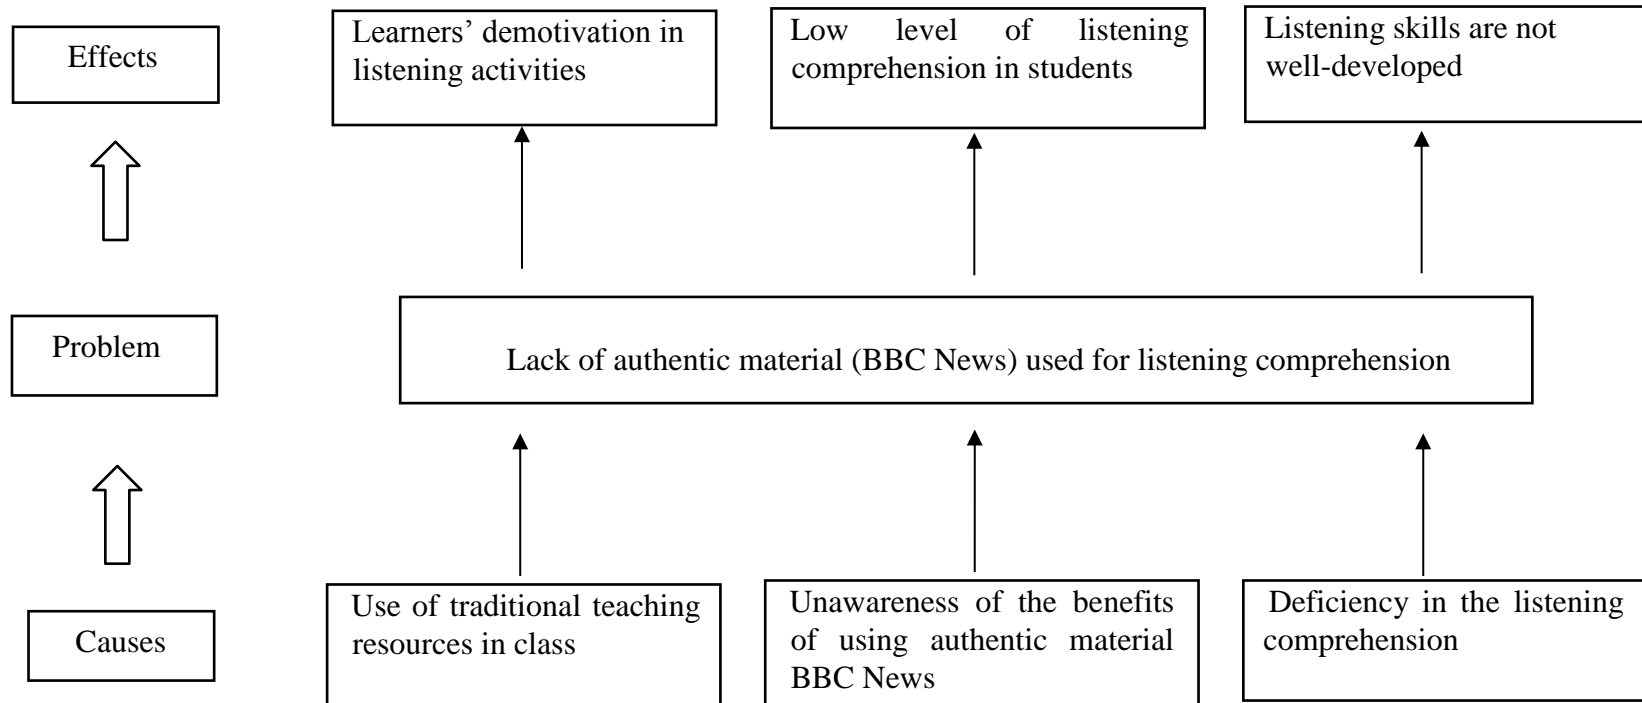 Effects
Learners’ demotivation in
listening activities
Low level of listening
comprehension in students
Listening skills are not
well-developed
Problem
Lack of authentic material (BBC News) used for listening comprehension
Causes
Use of traditional teaching
resources in class
Unawareness of the benefits
of using authentic material
BBC News
Deficiency in the listening
comprehension